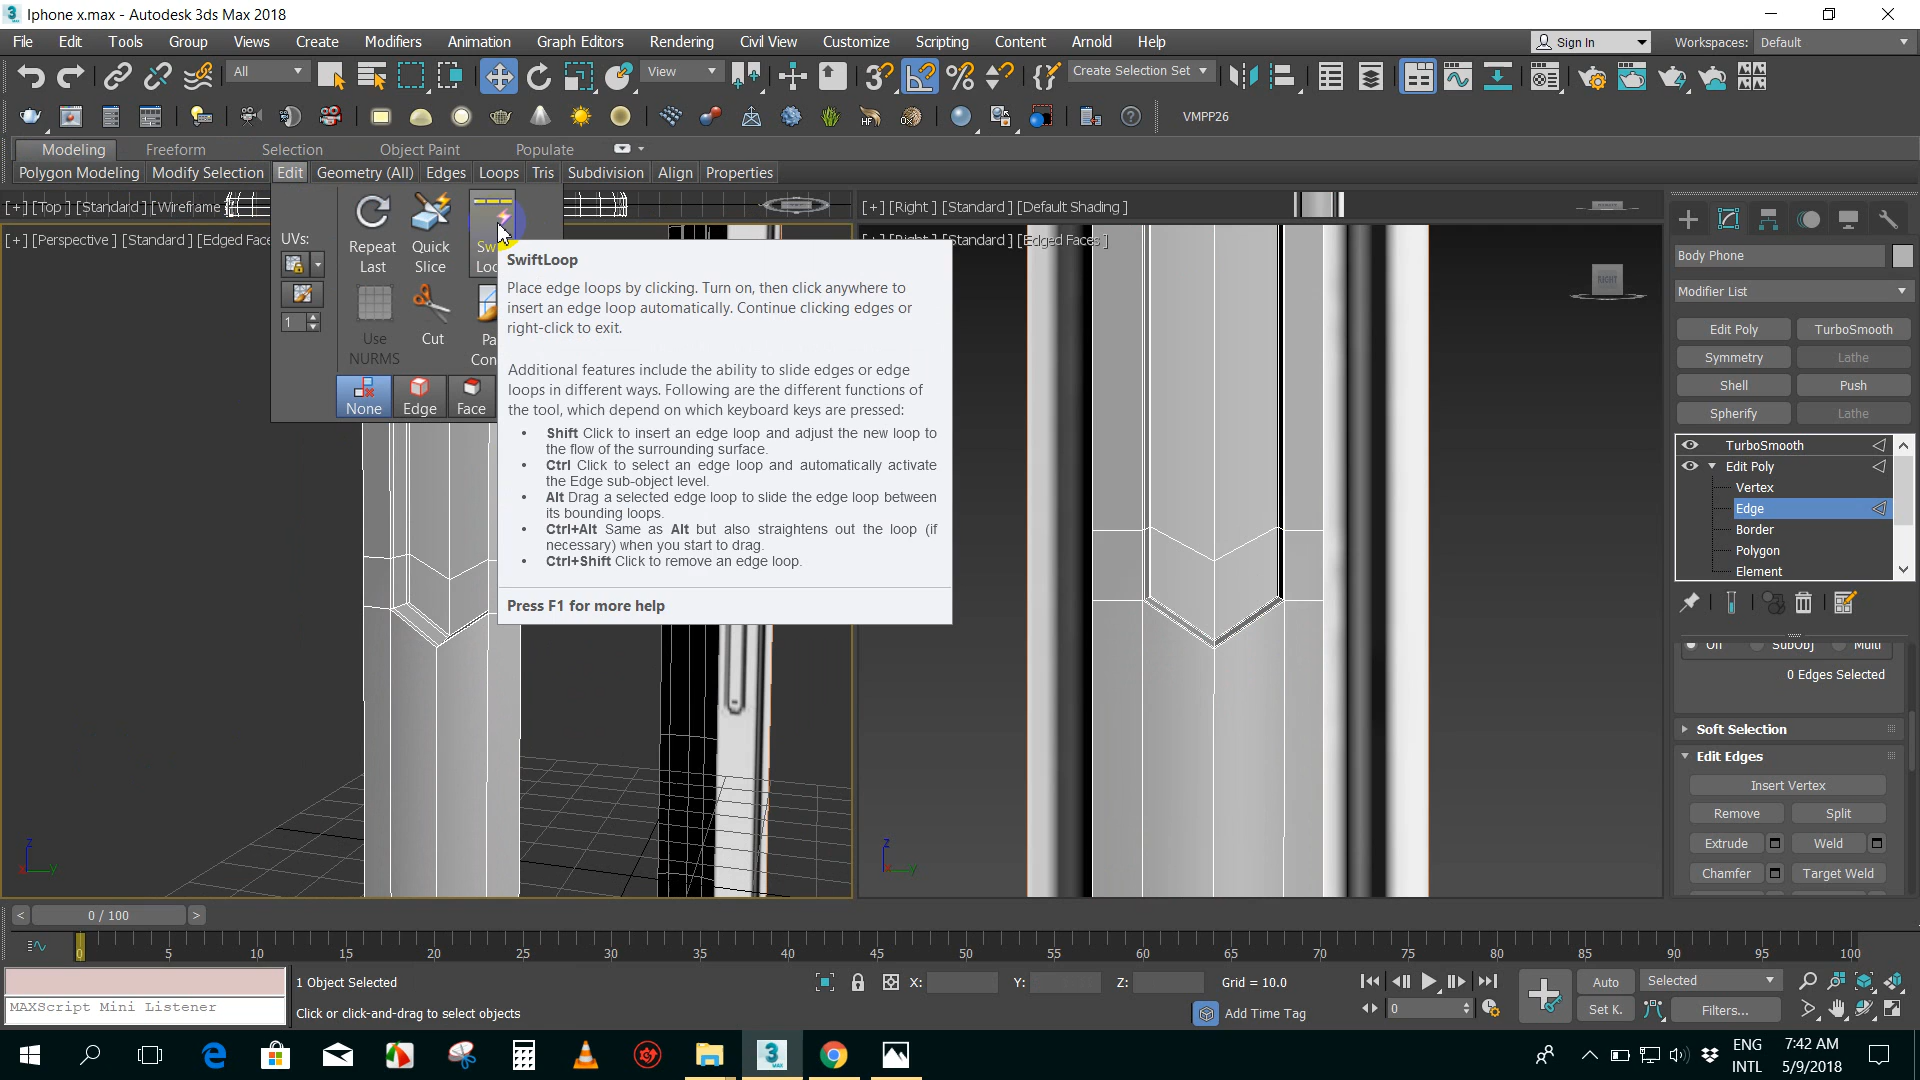 Iphone x.max - Autodesk 3ds Max 2018
File Edit Tools Group Views Create Modifiers Animation Graph Editors Rendering Civil View Customize Scripting Content Arnold Help
Sign In Workspaces: Default
All View Create Selection Set
VMPP26
Modeling Freeform Selection Object Paint Populate
Polygon Modeling Modify Selection Edit Geometry (All) Edges Loops Tris Subdivision Align Properties
[+] [Top ] [Standard ] [Wireframe
[+] [Right ] [Standard ] [Default Shading ]
[+] [Perspective ] [Standard ] [Edged Face
[+] [Right ] [Standard ] [Edged Faces ]
UVs:
1
Repeat
Last
Quick
Slice
Use
NURMS
Cut
None Edge Face
SwiftLoop
Place edge loops by clicking. Turn on, then click anywhere to
insert an edge loop automatically. Continue clicking edges or
right-click to exit.
Additional features include the ability to slide edges or edge
loops in different ways. Following are the different functions of
the tool, which depend on which keyboard keys are pressed:
• Shift Click to insert an edge loop and adjust the new loop to
the flow of the surrounding surface.
• Ctrl Click to select an edge loop and automatically activate
the Edge sub-object level.
• Alt Drag a selected edge loop to slide the edge loop between
its bounding loops.
• Ctrl+Alt Same as Alt but also straightens out the loop (if
necessary) when you start to drag.
• Ctrl+Shift Click to remove an edge loop.
Press F1 for more help
RIGHT
Body Phone
Modifier List
Edit Poly TurboSmooth
Symmetry Lathe
Shell Push
Spherify Lathe
TurboSmooth
Edit Poly
Vertex
Edge
Border
Polygon
Element
Off SubObj Multi
0 Edges Selected
Soft Selection
Edit Edges
Insert Vertex
Remove Split
Extrude Weld
Chamfer Target Weld
z
x y
z
x y
< 0 / 100 >
0 5 10 15 20 25 30 35 40 45 50 55 60 65 70 75 80 85 90 95 100
MAXScript Mini Listener
1 Object Selected
Click or click-and-drag to select objects
X: Y: Z: Grid = 10.0
Add Time Tag
0
Auto Selected
Set K. Filters...
ENG
INTL
7:42 AM
5/9/2018